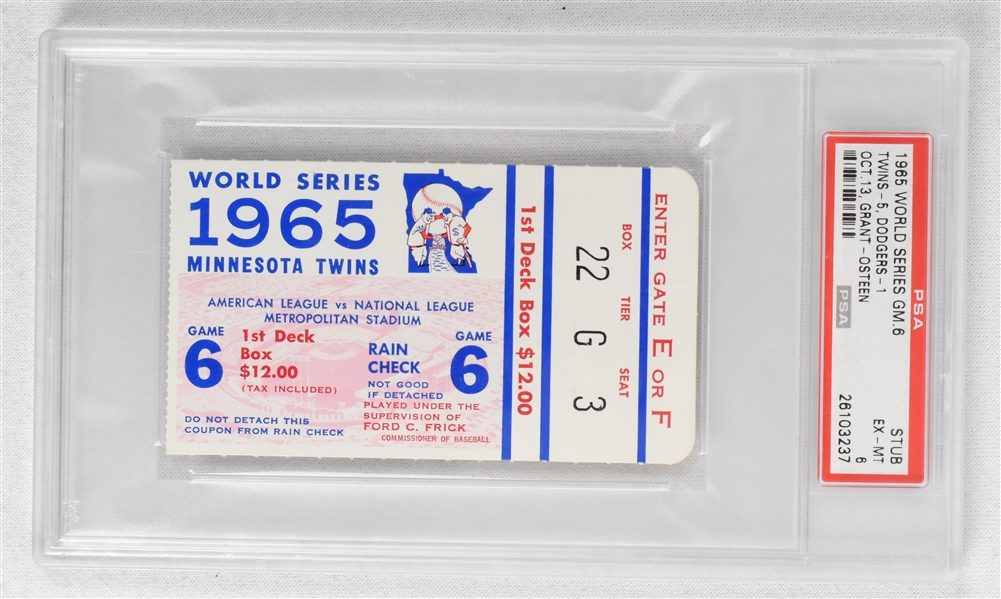 WORLD SERIES
1965
MINNESOTA TWINS
AMERICAN LEAGUE vs NATIONAL LEAGUE
METROPOLITAN STADIUM
GAME
6
1st Deck
Box
$12.00
(TAX INCLUDED)
DO NOT DETACH THIS
COUPON FROM RAIN CHECK
RAIN
CHECK
NOT GOOD
IF DETACHED
GAME
6
PLAYED UNDER THE
SUPERVISION OF
FORD C. FRICK
COMMISSIONER OF BASEBALL
1st Deck Box $12.00
BOX TIER SEAT
22 G 3
ENTER GATE E OR F
PSA
1965 WORLD SERIES GM.6
TWINS-5, DODGERS-1
OCT.13, GRANT-OSTEEN
PSA
STUB
EX-MT 6
26103237